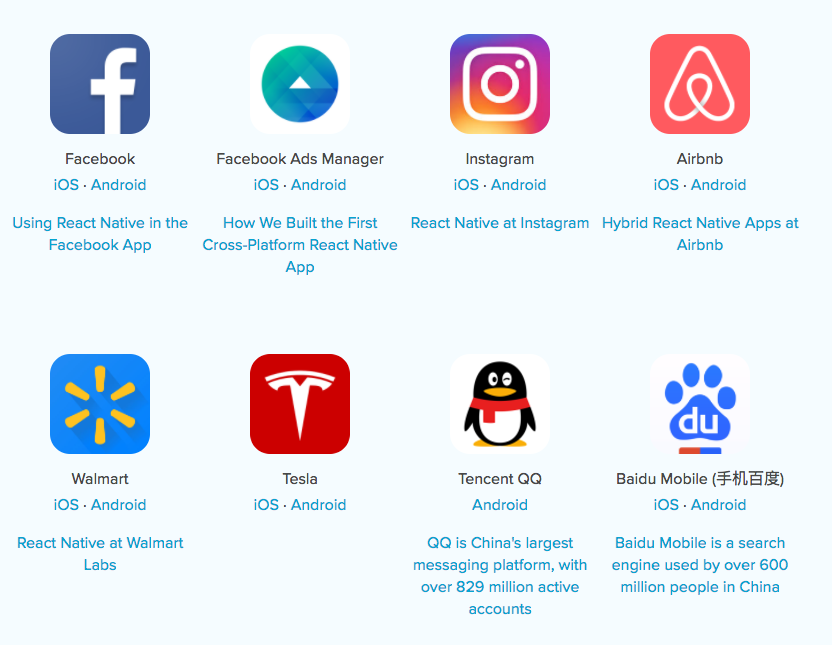 Facebook
iOS · Android
Using React Native in the
Facebook App
Facebook Ads Manager
iOS · Android
How We Built the First
Cross-Platform React Native
App
Instagram
iOS · Android
React Native at Instagram
Airbnb
iOS · Android
Hybrid React Native Apps at
Airbnb
Walmart
iOS · Android
React Native at Walmart
Labs
Tesla
iOS · Android
Tencent QQ
Android
QQ is China's largest
messaging platform, with
over 829 million active
accounts
du
Baidu Mobile (手机百度)
iOS · Android
Baidu Mobile is a search
engine used by over 600
million people in China